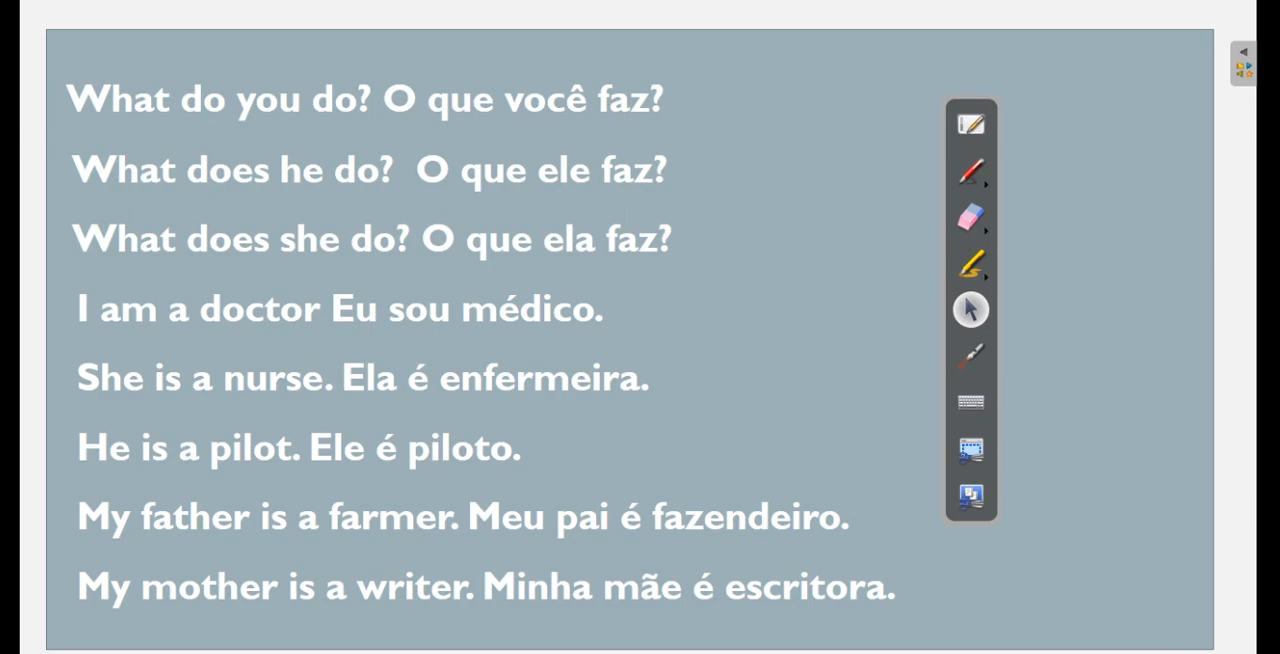 What do you do? O que você faz?
What does he do?  O que ele faz?
What does she do? O que ela faz?
I am a doctor Eu sou médico.
She is a nurse. Ela é enfermeira.
He is a pilot. Ele é piloto.
My father is a farmer. Meu pai é fazendeiro.
My mother is a writer. Minha mãe é escritora.